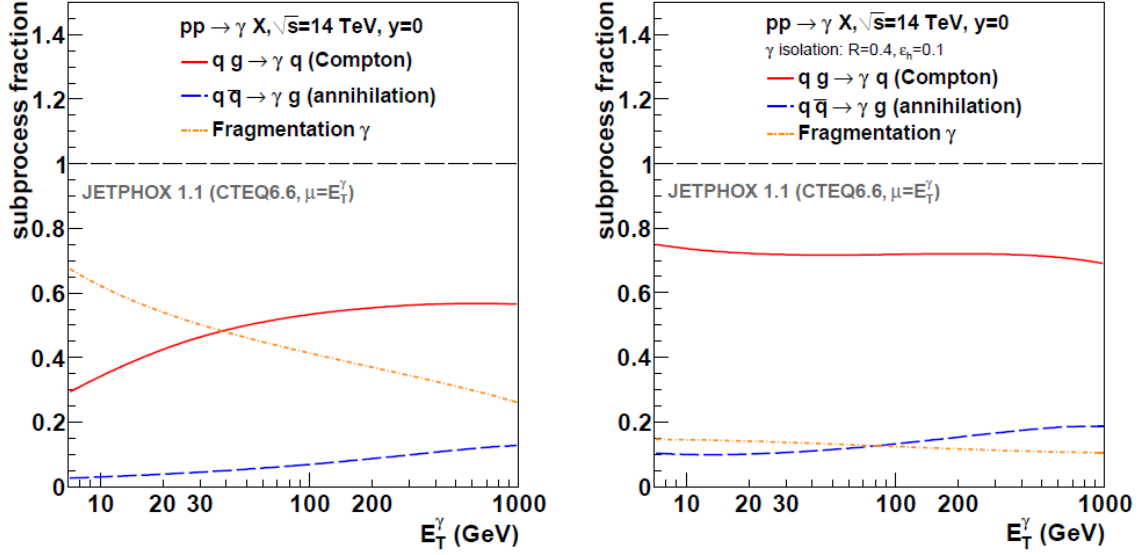 pp → γ X, √s=14 TeV, y=0
q g → γ q (Compton)
q q̅ → γ g (annihilation)
Fragmentation γ
JETPHOX 1.1 (CTEQ6.6, μ=E_T^γ)
subprocess fraction
1.4
1.2
1
0.8
0.6
0.4
0.2
0
10 20 30 100 200 1000
E_T^γ (GeV)
pp → γ X, √s=14 TeV, y=0
γ isolation: R=0.4, ε_h=0.1
q g → γ q (Compton)
q q̅ → γ g (annihilation)
Fragmentation γ
JETPHOX 1.1 (CTEQ6.6, μ=E_T^γ)
subprocess fraction
1.4
1.2
1
0.8
0.6
0.4
0.2
0
10 20 30 100 200 1000
E_T^γ (GeV)